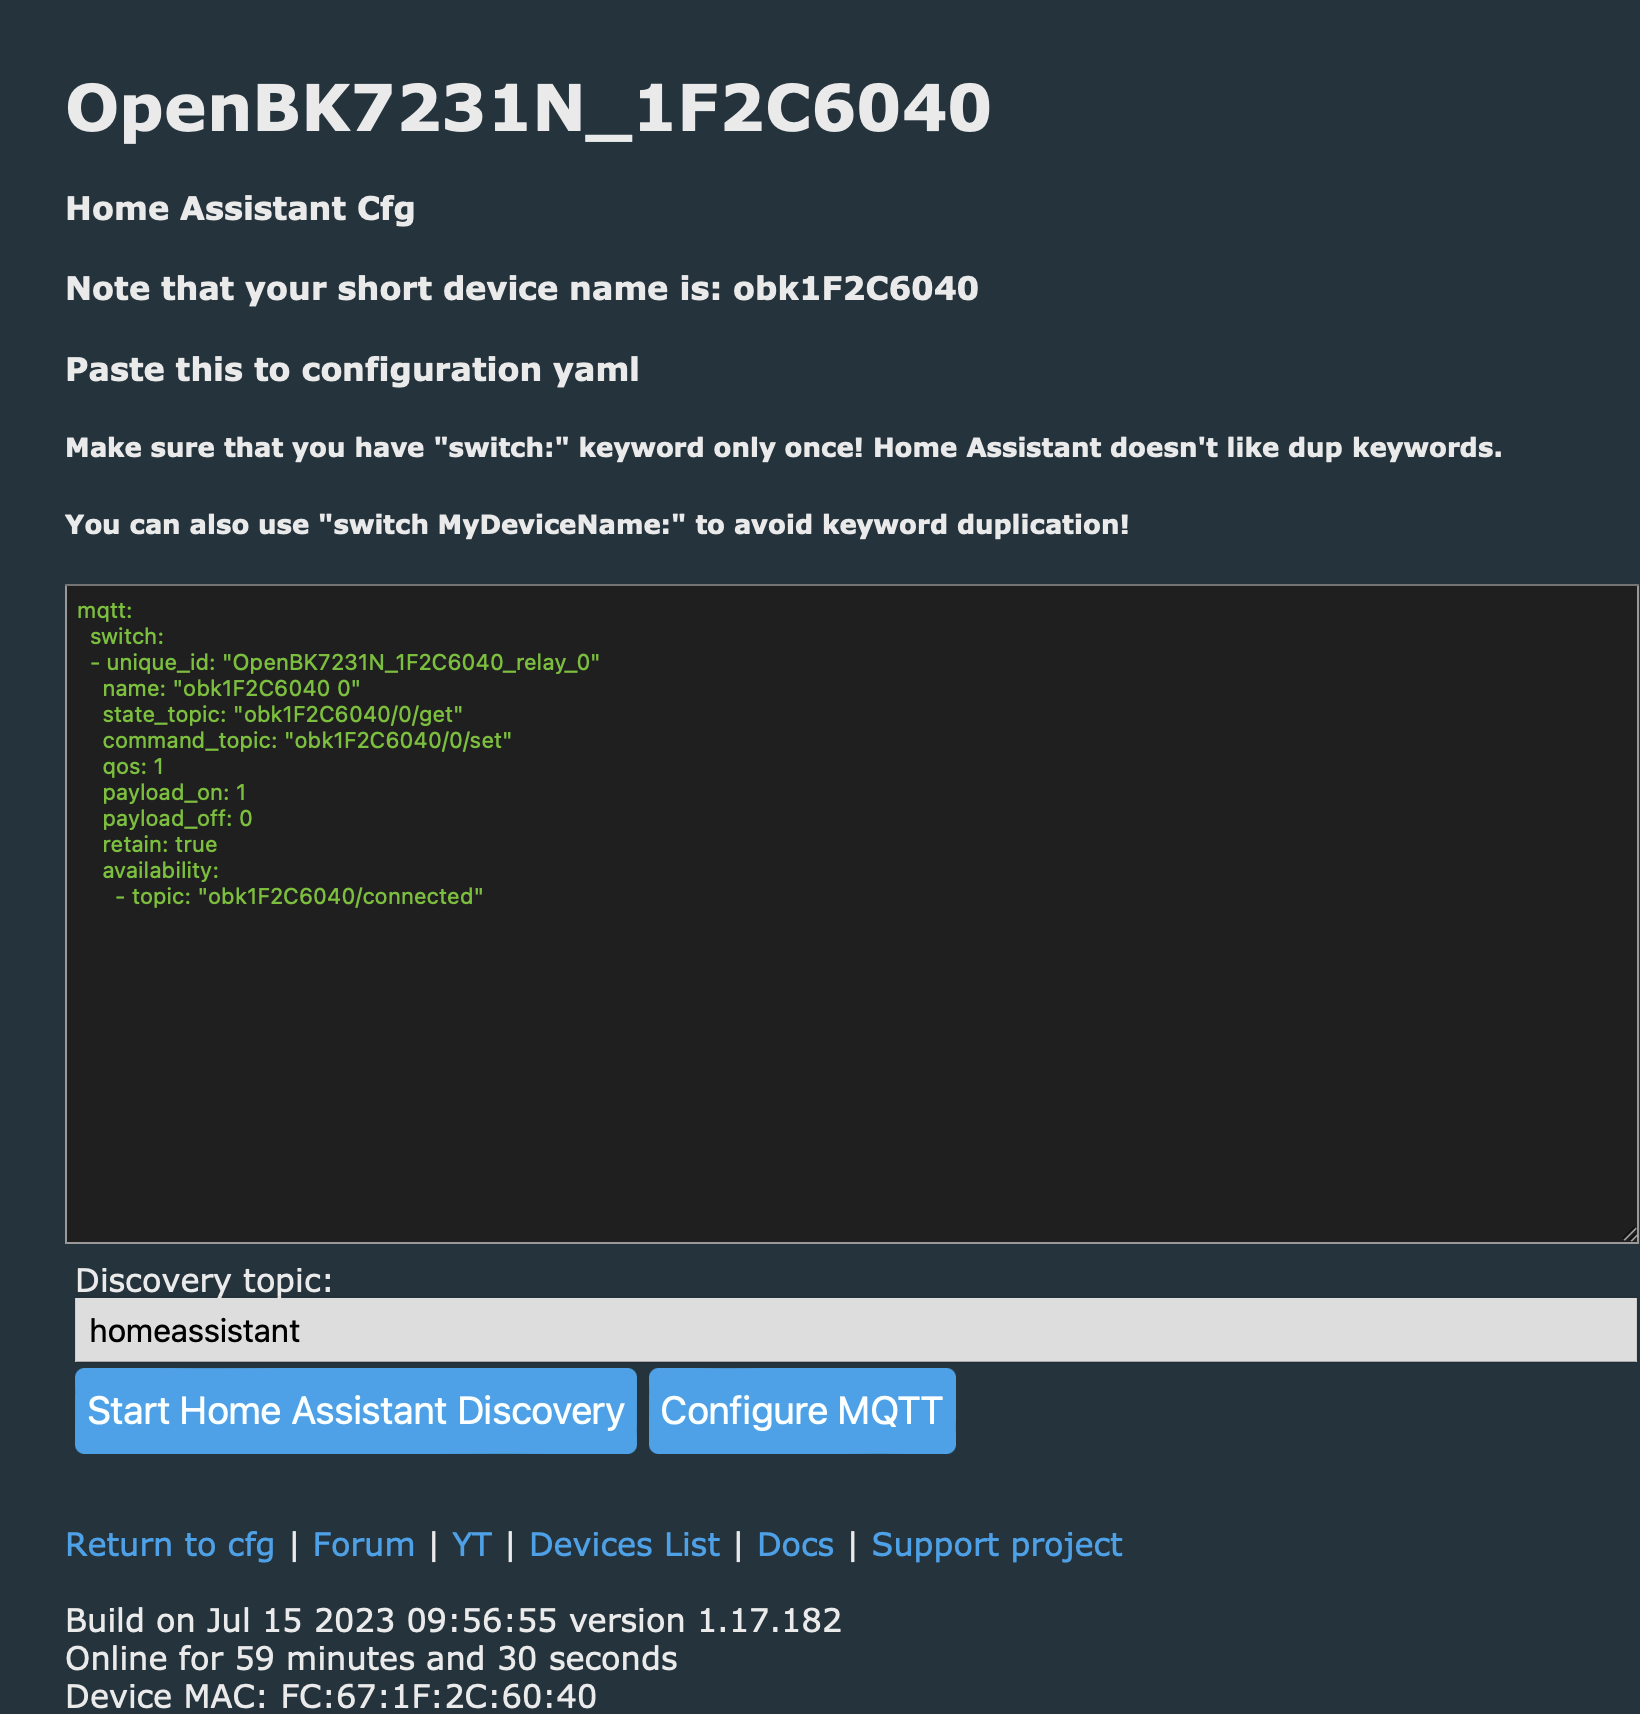 OpenBK7231N_1F2C6040
Home Assistant Cfg
Note that your short device name is: obk1F2C6040
Paste this to configuration yaml
Make sure that you have "switch:" keyword only once! Home Assistant doesn't like dup keywords.
You can also use "switch MyDeviceName:" to avoid keyword duplication!
mqtt:
  switch:
  - unique_id: "OpenBK7231N_1F2C6040_relay_0"
    name: "obk1F2C6040 0"
    state_topic: "obk1F2C6040/0/get"
    command_topic: "obk1F2C6040/0/set"
    qos: 1
    payload_on: 1
    payload_off: 0
    retain: true
    availability:
      - topic: "obk1F2C6040/connected"
Discovery topic:
homeassistant
Start Home Assistant Discovery Configure MQTT
Return to cfg | Forum | YT | Devices List | Docs | Support project
Build on Jul 15 2023 09:56:55 version 1.17.182
Online for 59 minutes and 30 seconds
Device MAC: FC:67:1F:2C:60:40